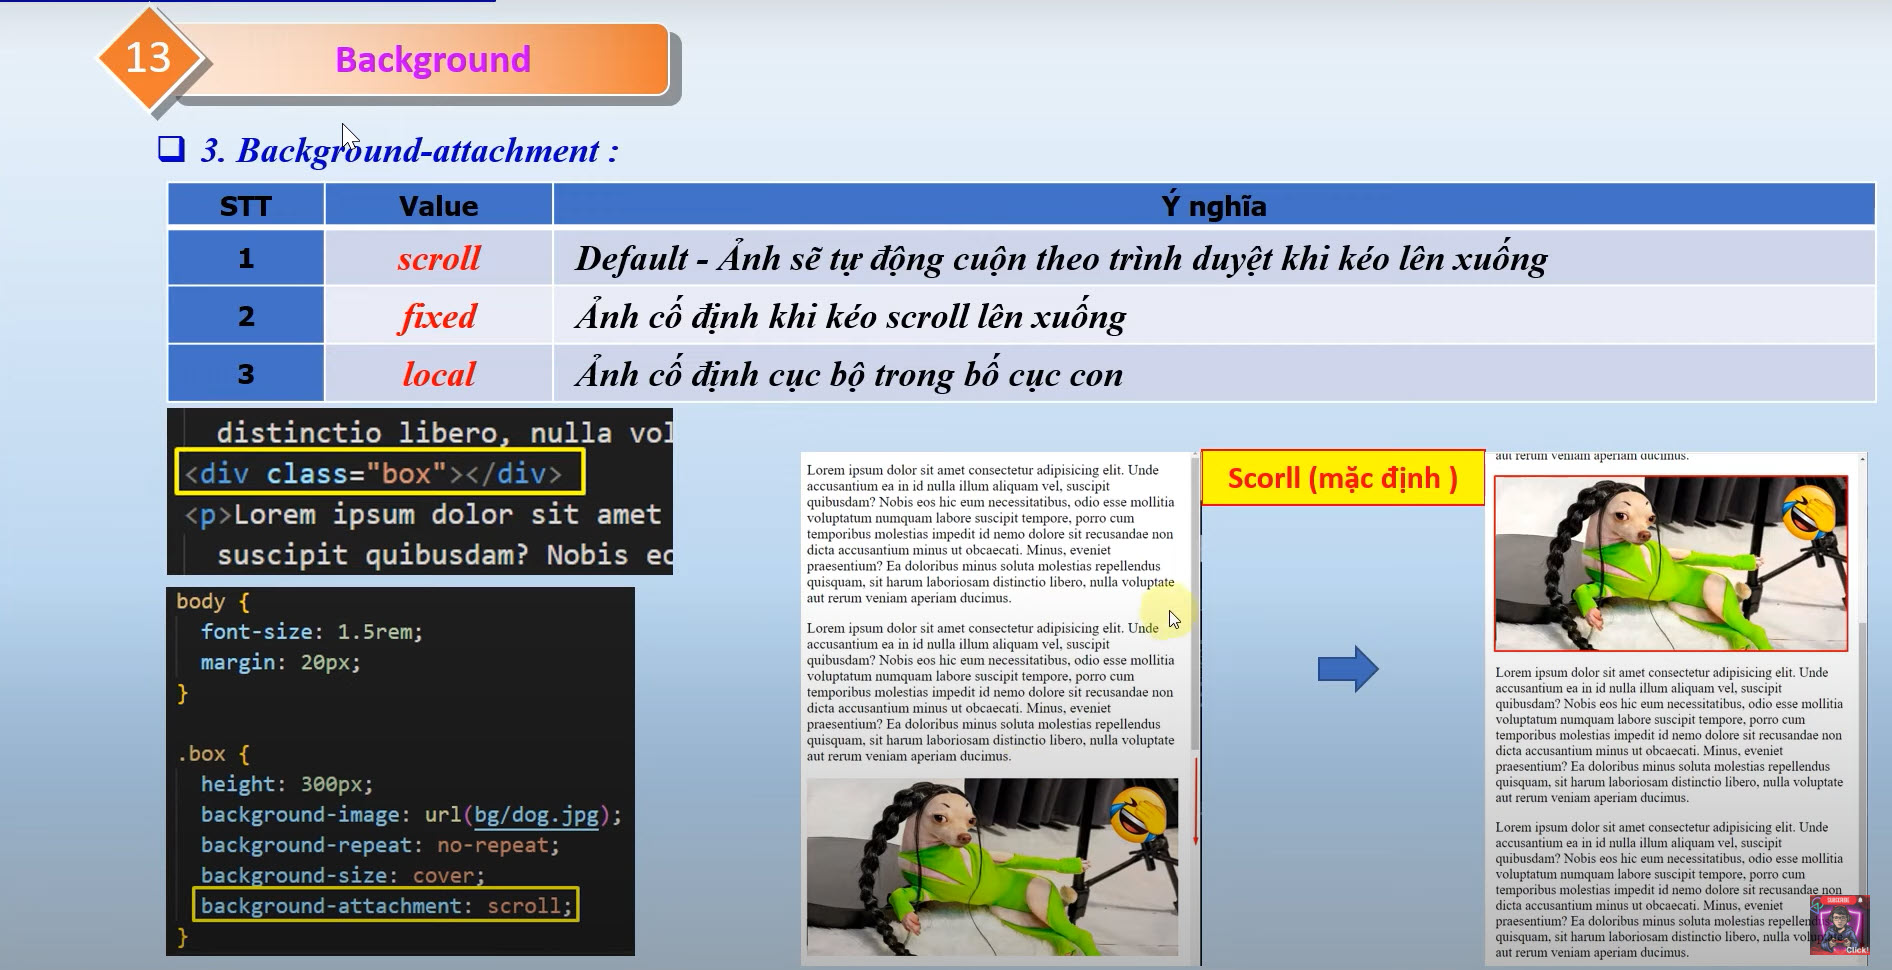 13
Background
3. Background-attachment :
STT Value Ý nghĩa
1 scroll Default - Ảnh sẽ tự động cuộn theo trình duyệt khi kéo lên xuống
2 fixed Ảnh cố định khi kéo scroll lên xuống
3 local Ảnh cố định cục bộ trong bố cục con
distinctio libero, nulla vol
<div class="box"></div>
<p>Lorem ipsum dolor sit amet
suscipit quibusdam? Nobis eo
body {
font-size: 1.5rem;
margin: 20px;
}
.box {
height: 300px;
background-image: url(bg/dog.jpg);
background-repeat: no-repeat;
background-size: cover;
background-attachment: scroll;
}
Lorem ipsum dolor sit amet consectetur adipisicing elit. Unde
accusantium ea in id nulla illum aliquam vel, suscipit
quibusdam? Nobis eos hic eum necessitatibus, odio esse mollitia
voluptatum numquam labore suscipit tempore, porro cum
temporibus molestias impedit id nemo dolore sit recusandae non
dicta accusantium minus ut obcaecati. Minus, eveniet
praesentium? Ea doloribus minus soluta molestias repellendus
quisquam, sit harum laboriosam distinctio libero, nulla voluptate
aut rerum veniam aperiam ducimus.
Lorem ipsum dolor sit amet consectetur adipisicing elit. Unde
accusantium ea in id nulla illum aliquam vel, suscipit
quibusdam? Nobis eos hic eum necessitatibus, odio esse mollitia
voluptatum numquam labore suscipit tempore, porro cum
temporibus molestias impedit id nemo dolore sit recusandae non
dicta accusantium minus ut obcaecati. Minus, eveniet
praesentium? Ea doloribus minus soluta molestias repellendus
quisquam, sit harum laboriosam distinctio libero, nulla voluptate
aut rerum veniam aperiam ducimus.
Scorll (mặc định )
aut rerum veniam aperiam ducimus.
Lorem ipsum dolor sit amet consectetur adipisicing elit. Unde
accusantium ea in id nulla illum aliquam vel, suscipit
quibusdam? Nobis eos hic eum necessitatibus, odio esse mollitia
voluptatum numquam labore suscipit tempore, porro cum
temporibus molestias impedit id nemo dolore sit recusandae non
dicta accusantium minus ut obcaecati. Minus, eveniet
praesentium? Ea doloribus minus soluta molestias repellendus
quisquam, sit harum laboriosam distinctio libero, nulla voluptate
aut rerum veniam aperiam ducimus.
Lorem ipsum dolor sit amet consectetur adipisicing elit. Unde
accusantium ea in id nulla illum aliquam vel, suscipit
quibusdam? Nobis eos hic eum necessitatibus, odio esse mollitia
voluptatum numquam labore suscipit tempore, porro cum
temporibus molestias impedit id nemo dolore sit recusandae non
dicta accusantium minus ut obcaecati. Minus, eveniet
praesentium? Ea doloribus minus soluta molestias repellendus
quisquam, sit harum laboriosam distinctio libero, nulla voluptate
aut rerum veniam aperiam ducimus.
SUBSCRIBE
Click!